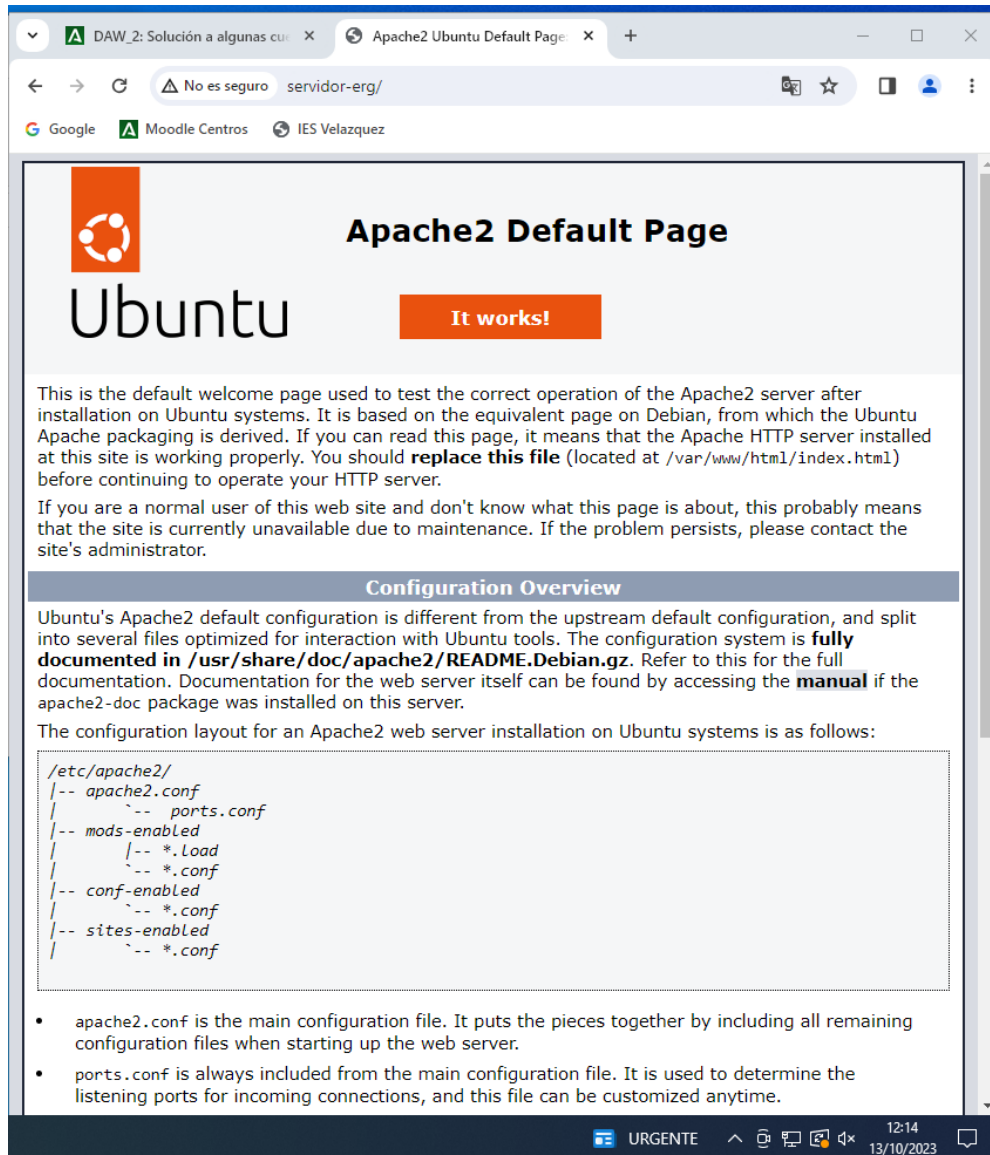 DAW_2: Solución a algunas cue
Apache2 Ubuntu Default Page:
No es seguro servidor-erg/
Google Moodle Centros IES Velazquez
Ubuntu
Apache2 Default Page
It works!
This is the default welcome page used to test the correct operation of the Apache2 server after
installation on Ubuntu systems. It is based on the equivalent page on Debian, from which the Ubuntu
Apache packaging is derived. If you can read this page, it means that the Apache HTTP server installed
at this site is working properly. You should replace this file (located at /var/www/html/index.html)
before continuing to operate your HTTP server.
If you are a normal user of this web site and don't know what this page is about, this probably means
that the site is currently unavailable due to maintenance. If the problem persists, please contact the
site's administrator.
Configuration Overview
Ubuntu's Apache2 default configuration is different from the upstream default configuration, and split
into several files optimized for interaction with Ubuntu tools. The configuration system is fully
documented in /usr/share/doc/apache2/README.Debian.gz. Refer to this for the full
documentation. Documentation for the web server itself can be found by accessing the manual if the
apache2-doc package was installed on this server.
The configuration layout for an Apache2 web server installation on Ubuntu systems is as follows:
/etc/apache2/
|-- apache2.conf
|       `--  ports.conf
|-- mods-enabled
|       |-- *.load
|       `-- *.conf
|-- conf-enabled
|       `-- *.conf
|-- sites-enabled
|       `-- *.conf
• apache2.conf is the main configuration file. It puts the pieces together by including all remaining
configuration files when starting up the web server.
• ports.conf is always included from the main configuration file. It is used to determine the
listening ports for incoming connections, and this file can be customized anytime.
URGENTE
12:14
13/10/2023